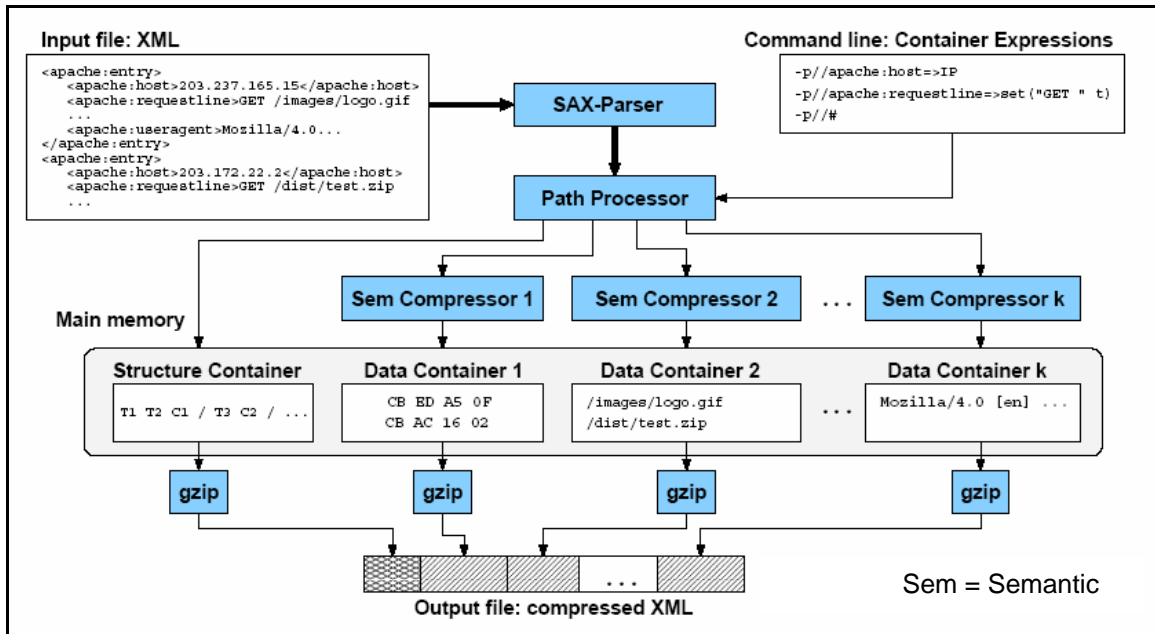 Input file: XML
<apache:entry>
<apache:host>203.237.165.15</apache:host>
<apache:requestline>GET /images/logo.gif
...
<apache:useragent>Mozilla/4.0...
</apache:entry>
<apache:entry>
<apache:host>203.172.22.2</apache:host>
<apache:requestline>GET /dist/test.zip
...
Command line: Container Expressions
-p//apache:host=>IP
-p//apache:requestline=>set("GET " t)
-p//#
SAX-Parser
Path Processor
Sem Compressor 1
Sem Compressor 2
...
Sem Compressor k
Main memory
Structure Container
T1 T2 C1 / T3 C2 / ...
Data Container 1
CB ED A5 0F
CB AC 16 02
Data Container 2
/images/logo.gif
/dist/test.zip
...
Data Container k
Mozilla/4.0 [en] ...
gzip
gzip
gzip
gzip
...
Output file: compressed XML
Sem = Semantic